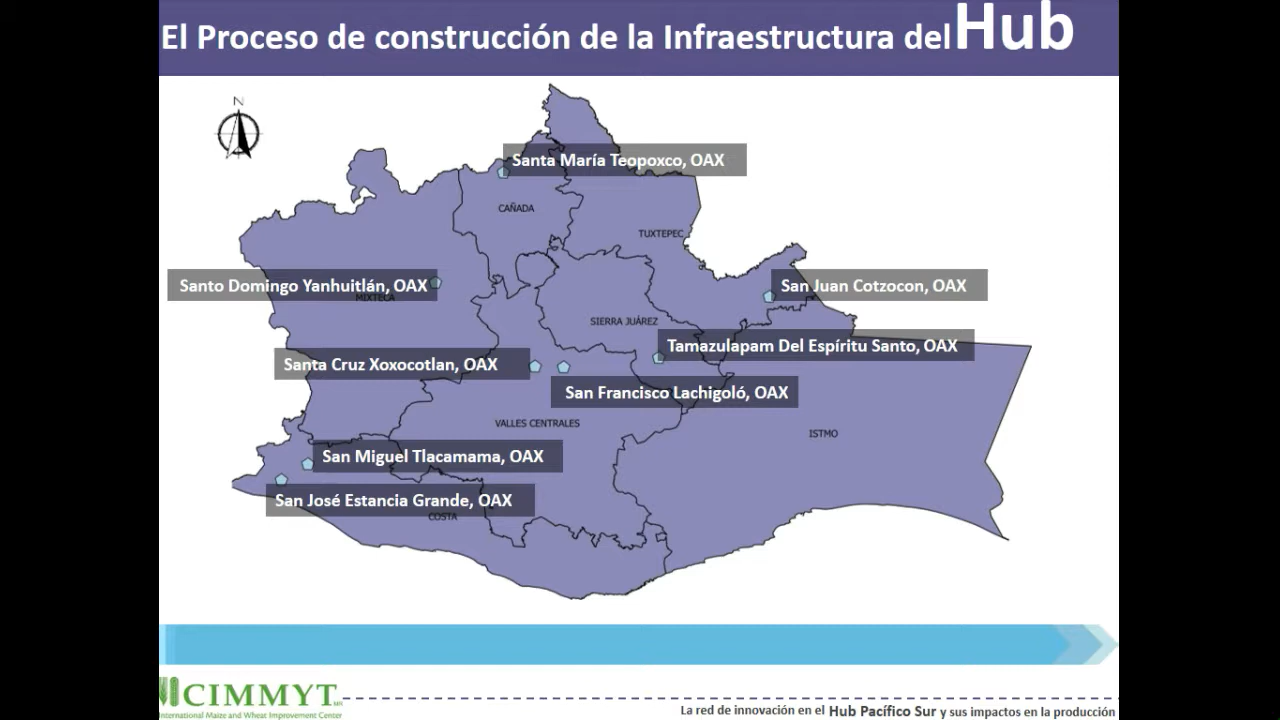 El Proceso de construcción de la Infraestructura del Hub
N
Santa María Teopoxco, OAX
CAÑADA
TUXTEPEC
Santo Domingo Yanhuitlán, OAX
MIXTECA
San Juan Cotzocon, OAX
SIERRA JUÁREZ
Tamazulapam Del Espíritu Santo, OAX
Santa Cruz Xoxocotlan, OAX
San Francisco Lachigoló, OAX
VALLES CENTRALES
ISTMO
San Miguel Tlacamama, OAX
San José Estancia Grande, OAX
COSTA
CIMMYT
International Maize and Wheat Improvement Center
La red de innovación en el Hub Pacífico Sur y sus impactos en la producción